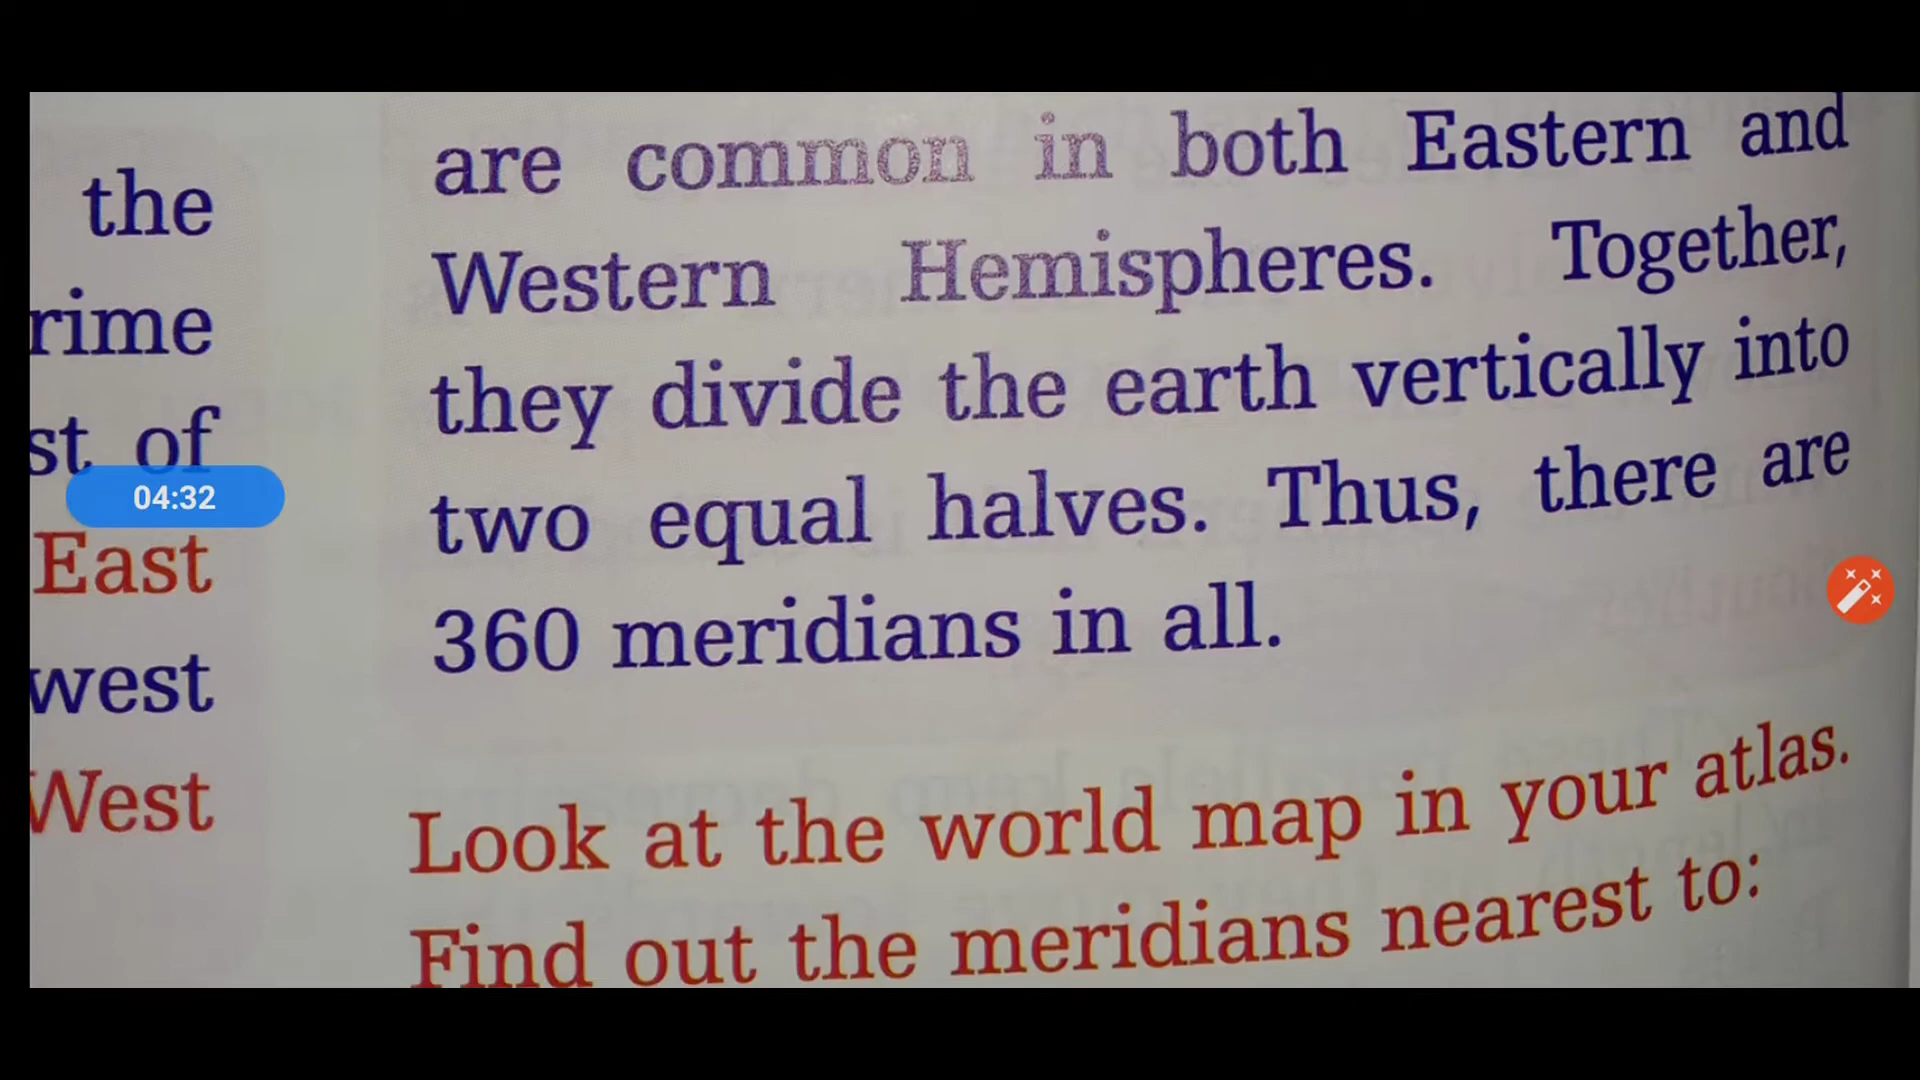 the
rime
st of
East
west
West
are common in both Eastern and
Western Hemispheres. Together,
they divide the earth vertically into
two equal halves. Thus, there are
360 meridians in all.
Look at the world map in your atlas.
Find out the meridians nearest to:
04:32